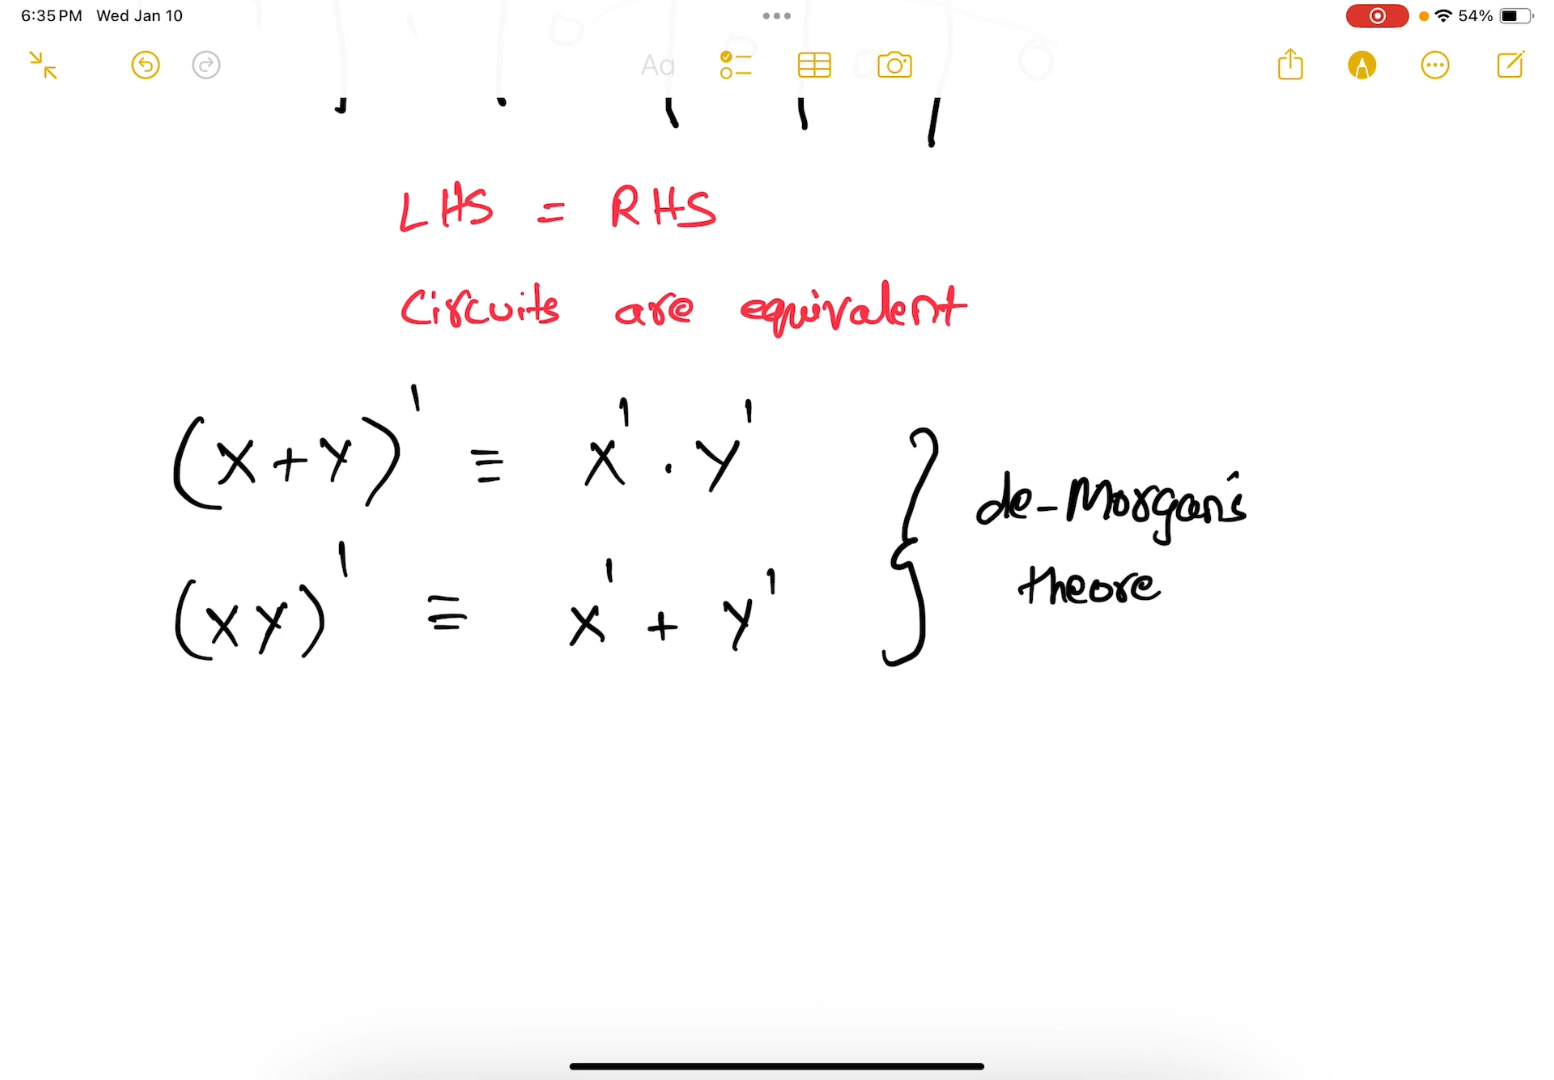 6:35 PM Wed Jan 10 54%
Aa
LHS = RHS
Circuits are equivalent
(x+y)' ≡ x' . y'
de-Morgan's
theore
(xy)' ≡ x' + y'